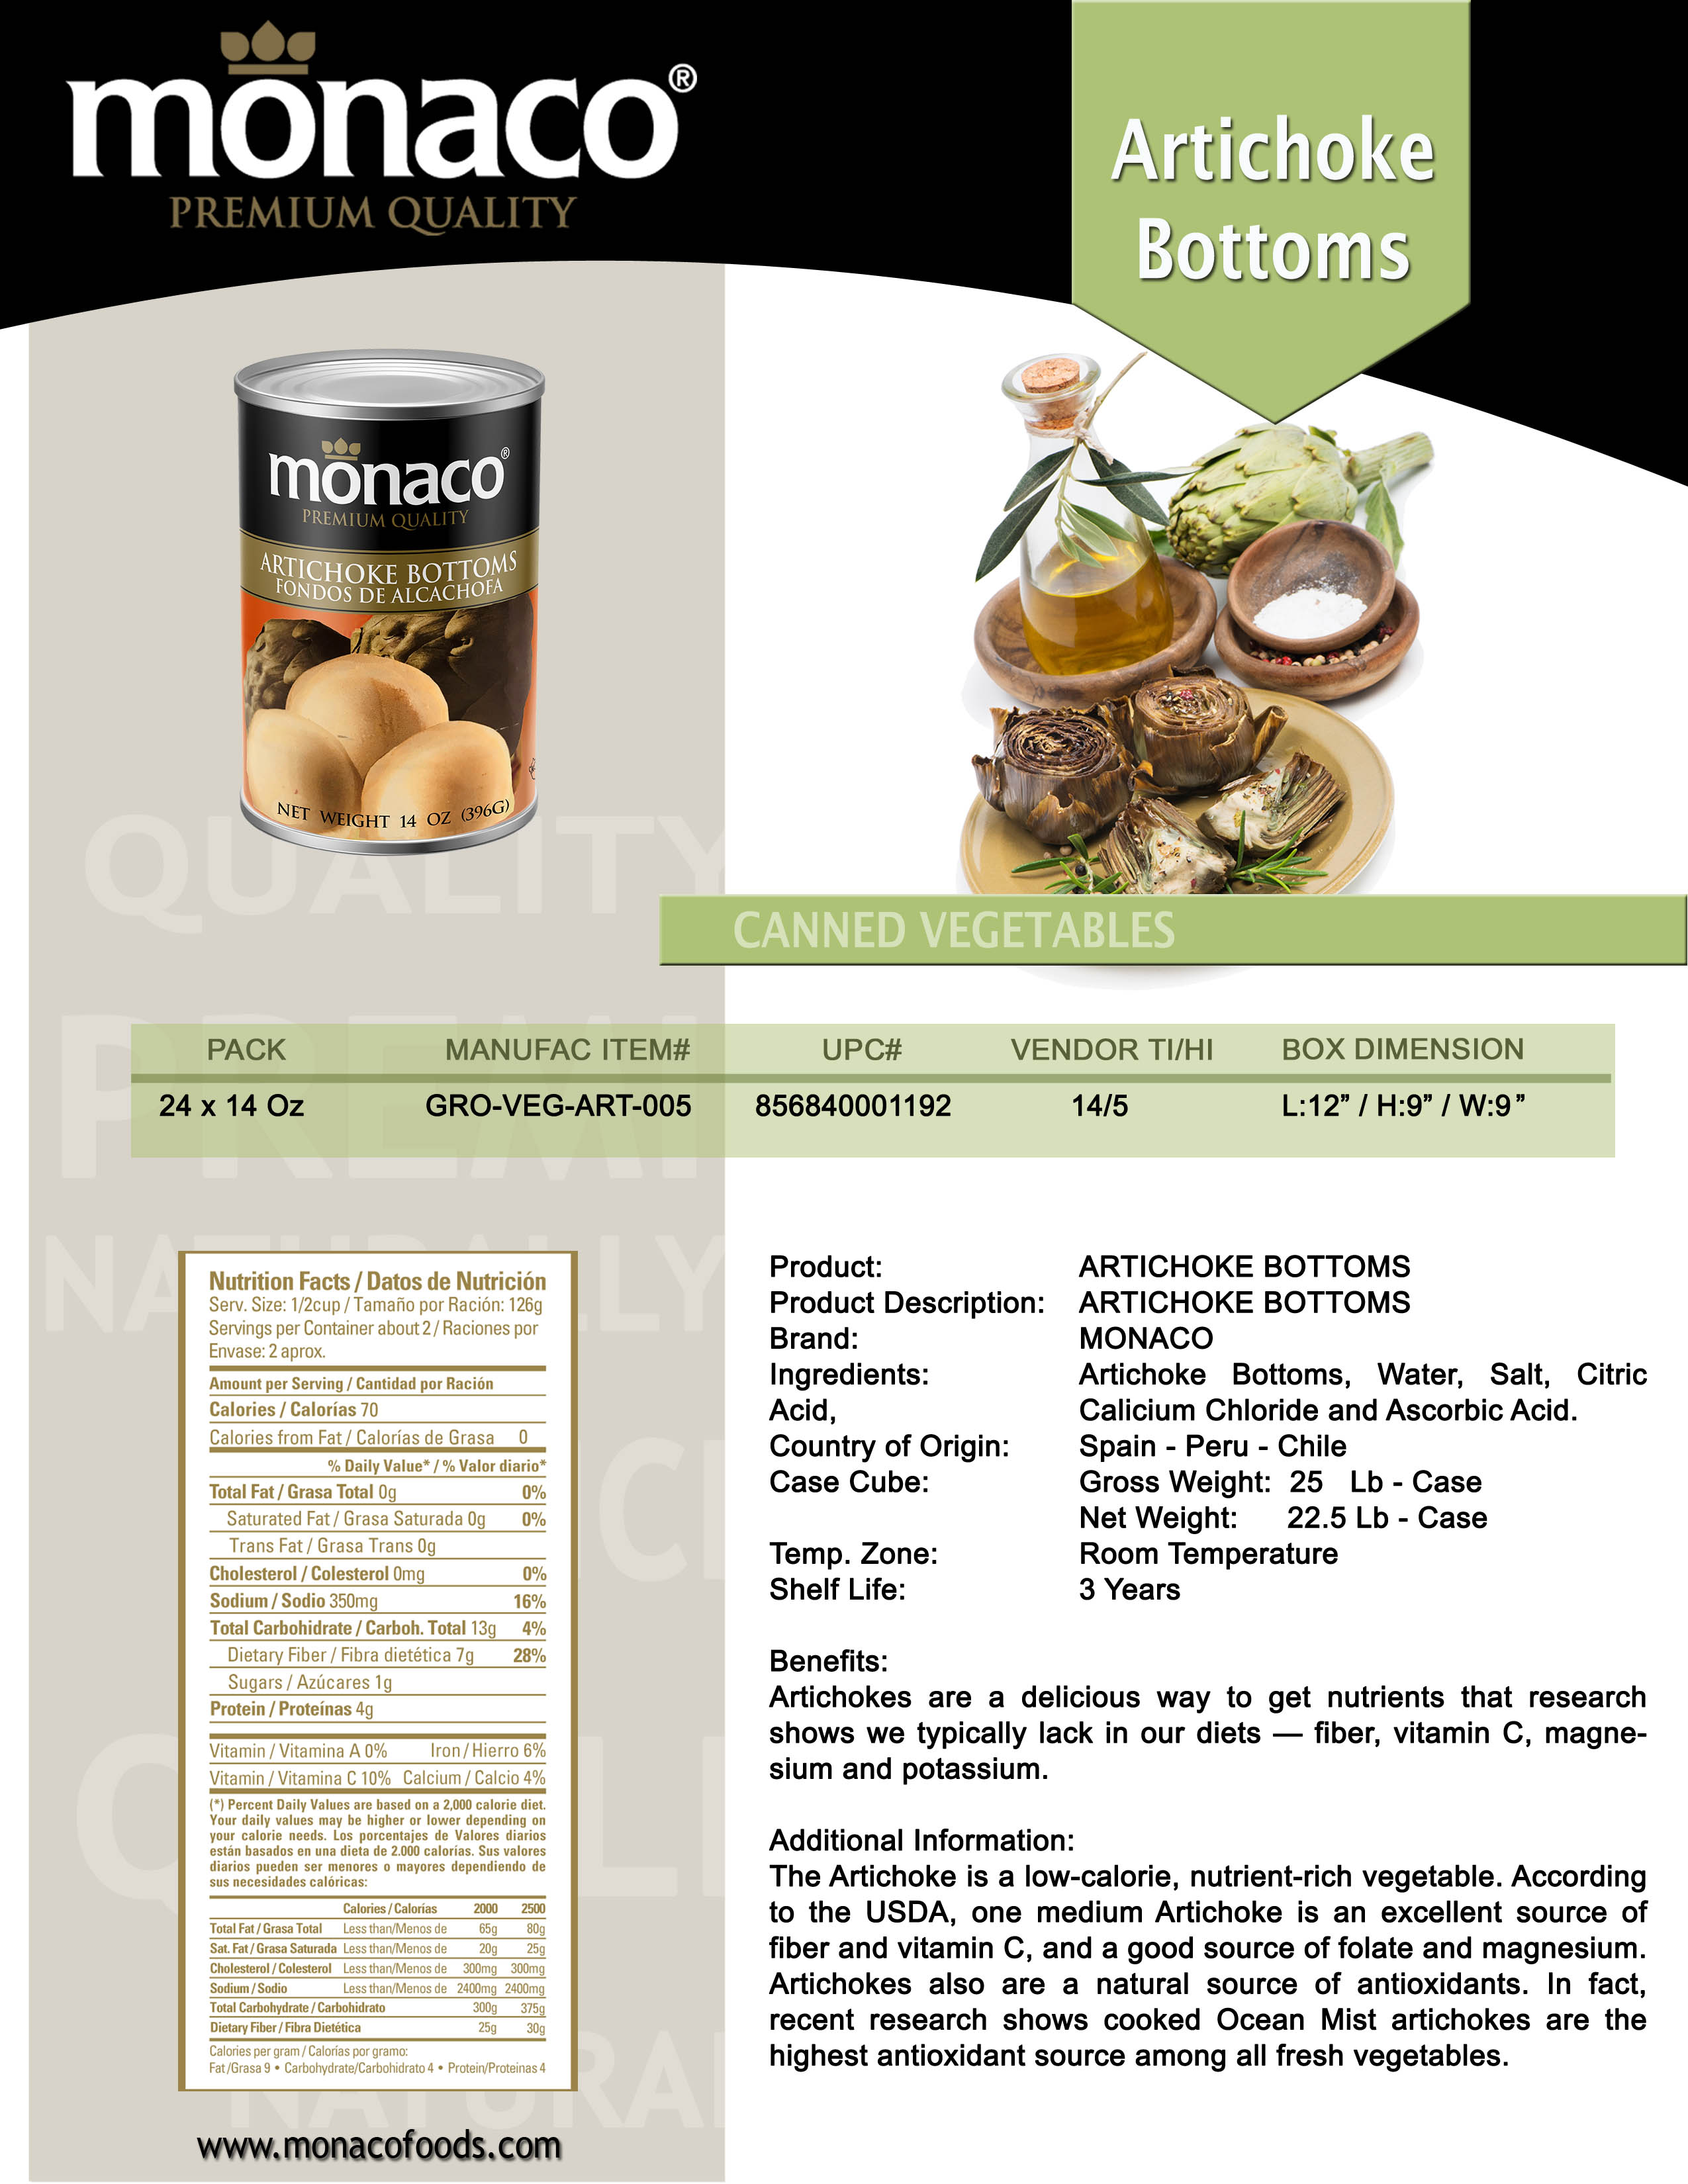 monaco®
PREMIUM QUALITY
Artichoke
Bottoms
monaco®
PREMIUM QUALITY
ARTICHOKE BOTTOMS
FONDOS DE ALCACHOFA
NET WEIGHT 14 OZ (396G)
QUALITY
CANNED VEGETABLES
PREMI
PACK MANUFAC ITEM# UPC# VENDOR TI/HI BOX DIMENSION
24 x 14 Oz GRO-VEG-ART-005 856840001192 14/5 L:12” / H:9” / W:9”
Nutrition Facts / Datos de Nutrición
Serv. Size: 1/2cup / Tamaño por Ración: 126g
Servings per Container about 2 / Raciones por
Envase: 2 aprox.
Amount per Serving / Cantidad por Ración
Calories / Calorías 70
Calories from Fat / Calorías de Grasa 0
% Daily Value* / % Valor diario*
Total Fat / Grasa Total 0g 0%
Saturated Fat / Grasa Saturada 0g 0%
Trans Fat / Grasa Trans 0g
Cholesterol / Colesterol 0mg 0%
Sodium / Sodio 350mg 16%
Total Carbohidrate / Carboh. Total 13g 4%
Dietary Fiber / Fibra dietética 7g 28%
Sugars / Azúcares 1g
Protein / Proteínas 4g
Vitamin / Vitamina A 0% Iron / Hierro 6%
Vitamin / Vitamina C 10% Calcium / Calcio 4%
(*) Percent Daily Values are based on a 2,000 calorie diet.
Your daily values may be higher or lower depending on
your calorie needs. Los porcentajes de Valores diarios
están basados en una dieta de 2.000 calorías. Sus valores
diarios pueden ser menores o mayores dependiendo de
sus necesidades calóricas:
Calories / Calorías 2000 2500
Total Fat / Grasa Total Less than/Menos de 65g 80g
Sat. Fat / Grasa Saturada Less than/Menos de 20g 25g
Cholesterol / Colesterol Less than/Menos de 300mg 300mg
Sodium / Sodio Less than/Menos de 2400mg 2400mg
Total Carbohydrate / Carbohidrato 300g 375g
Dietary Fiber / Fibra Dietética 25g 30g
Calories per gram / Calorías por gramo:
Fat /Grasa 9 • Carbohydrate/Carbohidrato 4 • Protein/Proteínas 4
www.monacofoods.com
Product: ARTICHOKE BOTTOMS
Product Description: ARTICHOKE BOTTOMS
Brand: MONACO
Ingredients: Artichoke Bottoms, Water, Salt, Citric
Acid, Calicium Chloride and Ascorbic Acid.
Country of Origin: Spain - Peru - Chile
Case Cube: Gross Weight: 25 Lb - Case
Net Weight: 22.5 Lb - Case
Temp. Zone: Room Temperature
Shelf Life: 3 Years
Benefits:
Artichokes are a delicious way to get nutrients that research
shows we typically lack in our diets — fiber, vitamin C, magne-
sium and potassium.
Additional Information:
The Artichoke is a low-calorie, nutrient-rich vegetable. According
to the USDA, one medium Artichoke is an excellent source of
fiber and vitamin C, and a good source of folate and magnesium.
Artichokes also are a natural source of antioxidants. In fact,
recent research shows cooked Ocean Mist artichokes are the
highest antioxidant source among all fresh vegetables.